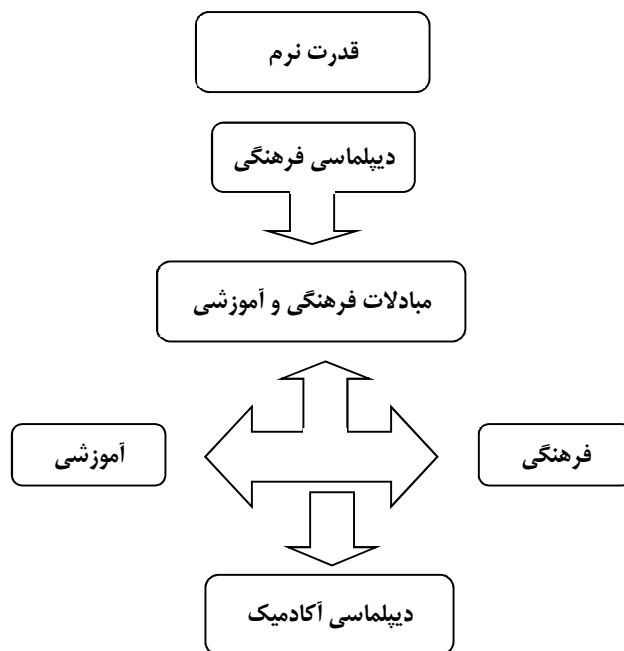 قدرت نرم
دیپلماسی فرهنگی
مبادلات فرهنگی و آموزشی
فرهنگی
آموزشی
دیپلماسی آکادمیک